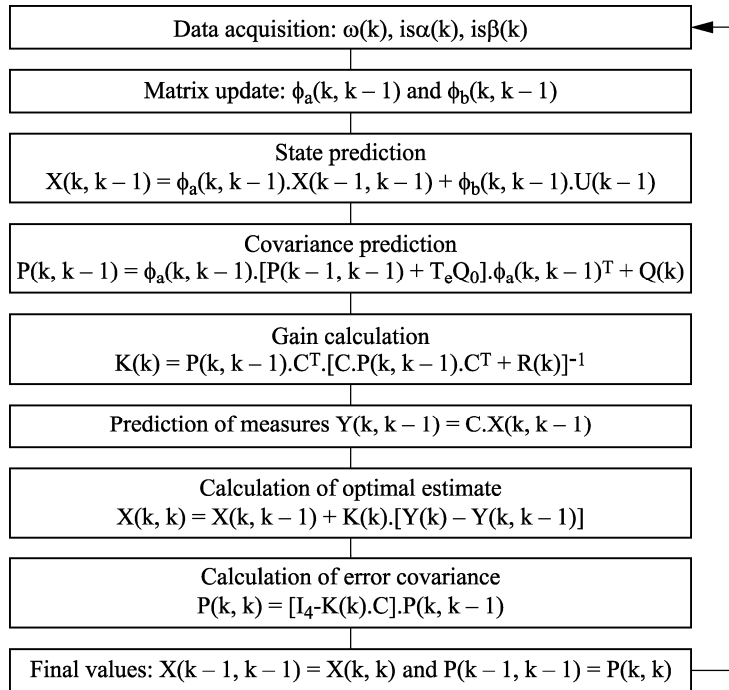 Data acquisition: ω(k), isα(k), isβ(k)
Matrix update: ϕₐ(k, k – 1) and ϕ_b(k, k – 1)
State prediction
X(k, k – 1) = ϕₐ(k, k – 1).X(k – 1, k – 1) + ϕ_b(k, k – 1).U(k – 1)
Covariance prediction
P(k, k – 1) = ϕₐ(k, k – 1).[P(k – 1, k – 1) + TₑQ₀].ϕₐ(k, k – 1)ᵀ + Q(k)
Gain calculation
K(k) = P(k, k – 1).Cᵀ.[C.P(k, k – 1).Cᵀ + R(k)]⁻¹
Prediction of measures Y(k, k – 1) = C.X(k, k – 1)
Calculation of optimal estimate
X(k, k) = X(k, k – 1) + K(k).[Y(k) – Y(k, k – 1)]
Calculation of error covariance
P(k, k) = [I₄-K(k).C].P(k, k – 1)
Final values: X(k – 1, k – 1) = X(k, k) and P(k – 1, k – 1) = P(k, k)